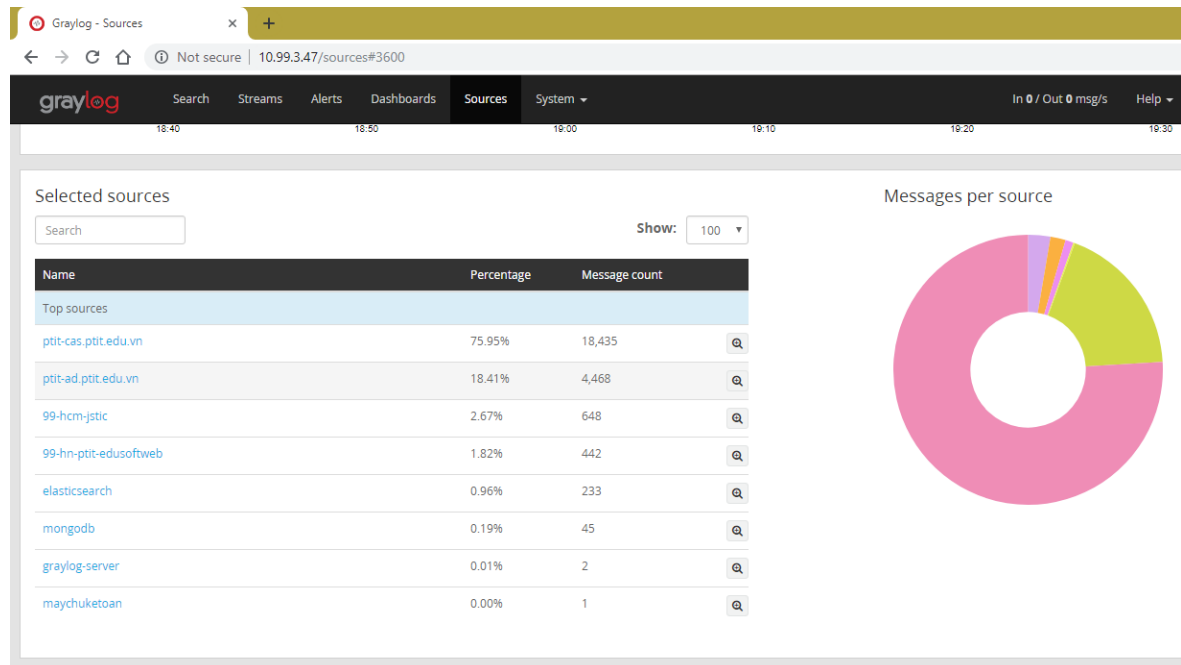 Graylog - Sources
Not secure | 10.99.3.47/sources#3600
graylog Search Streams Alerts Dashboards Sources System In 0 / Out 0 msg/s Help
18:40 18:50 19:00 19:10 19:20 19:30
Selected sources
Search Show: 100
Name Percentage Message count
Top sources
ptit-cas.ptit.edu.vn 75.95% 18,435
ptit-ad.ptit.edu.vn 18.41% 4,468
99-hcm-jstic 2.67% 648
99-hn-ptit-edusoftweb 1.82% 442
elasticsearch 0.96% 233
mongodb 0.19% 45
graylog-server 0.01% 2
maychuketoan 0.00% 1
Messages per source